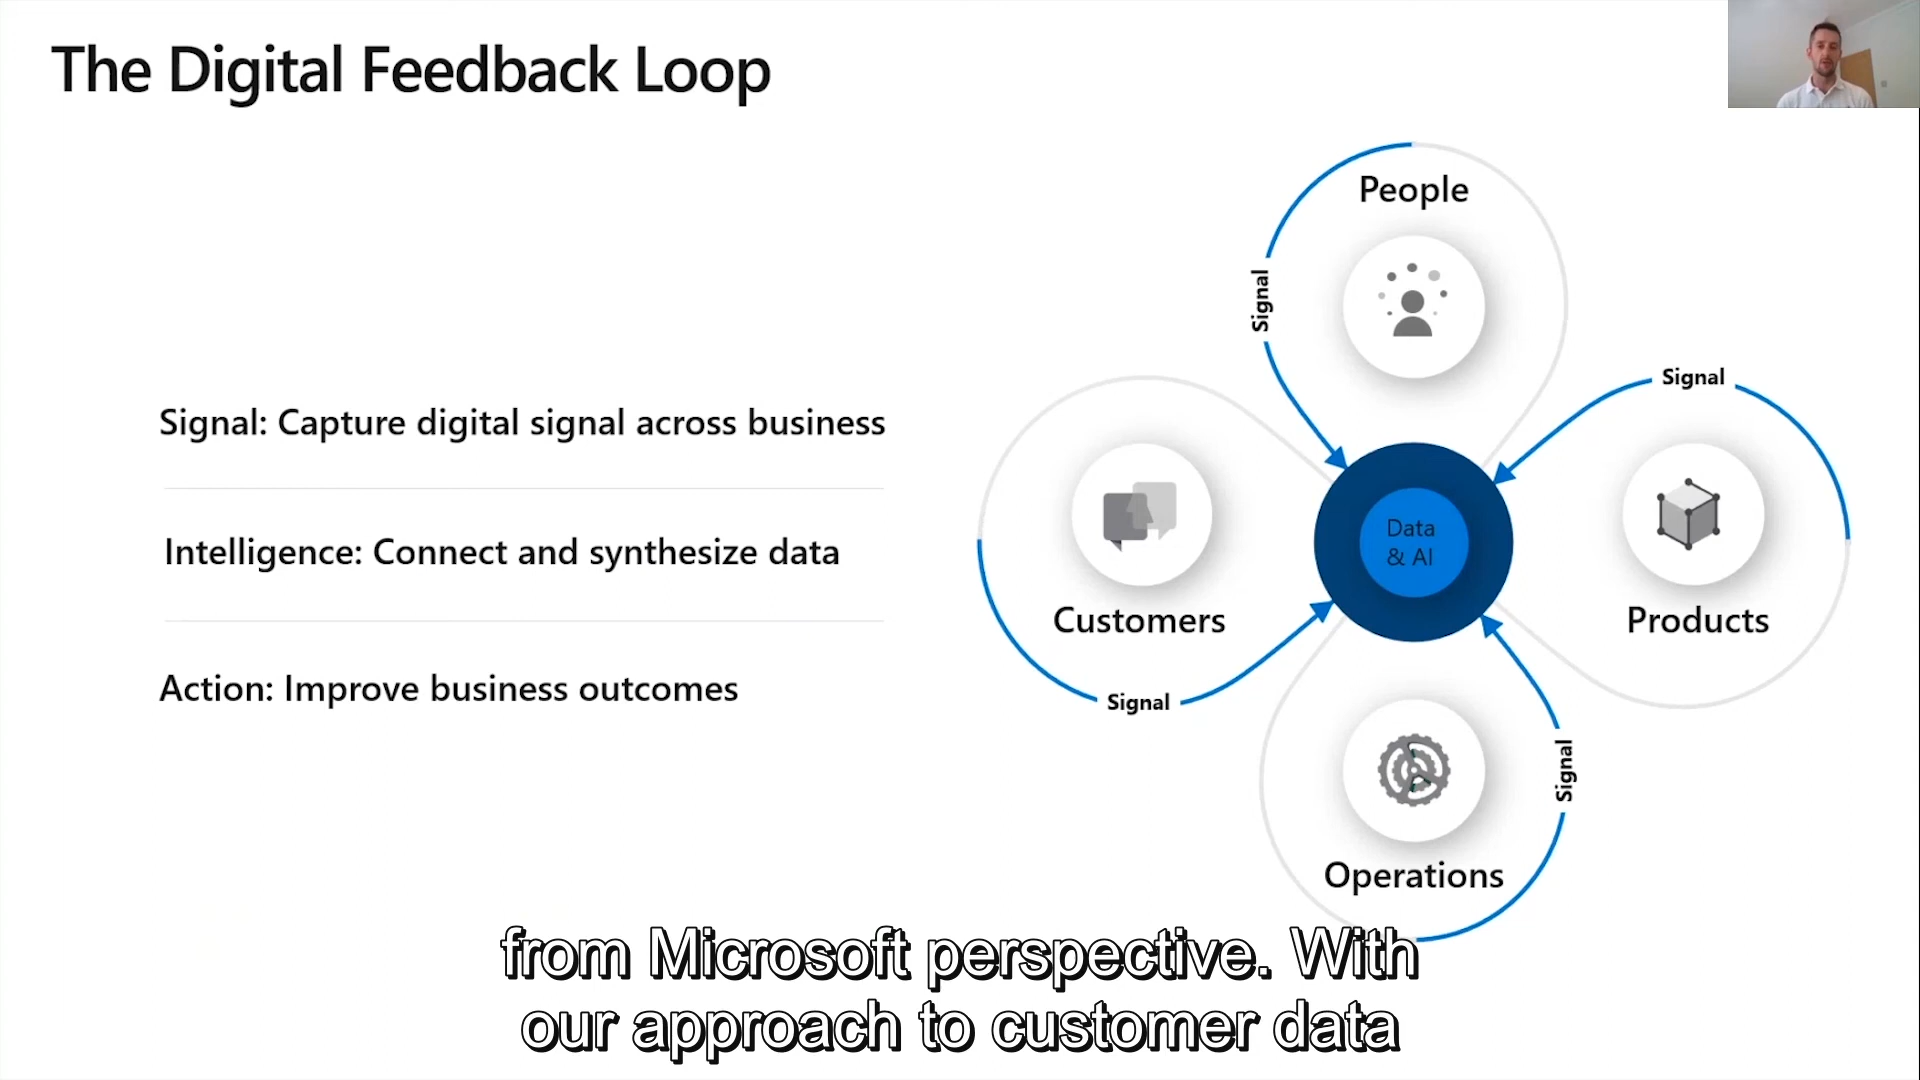 The Digital Feedback Loop
Signal: Capture digital signal across business
Intelligence: Connect and synthesize data
Action: Improve business outcomes
People
Signal
Signal
Data
& AI
Customers
Products
Signal
Signal
Operations
from Microsoft perspective. With
our approach to customer data